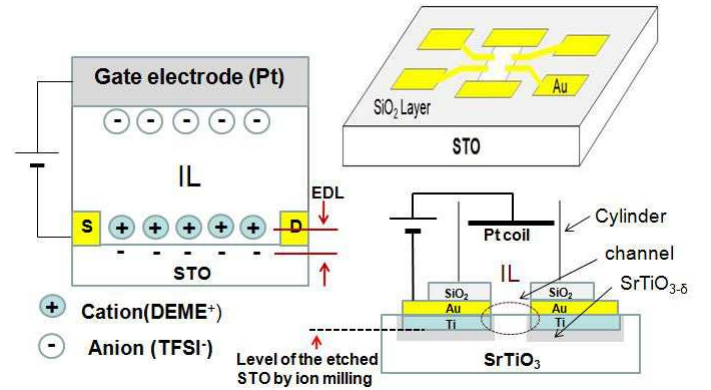 Gate electrode (Pt)
- - - - -
IL
EDL
S
+ + + + +
D
- - - - -
STO
+ Cation(DEME⁺)
- Anion (TFSI⁻)
Au
SiO₂ Layer
STO
Cylinder
Pt coil
channel
IL
SrTiO₃₋δ
SiO₂
SiO₂
Au
Au
Ti
Ti
Level of the etched
STO by ion milling
SrTiO₃